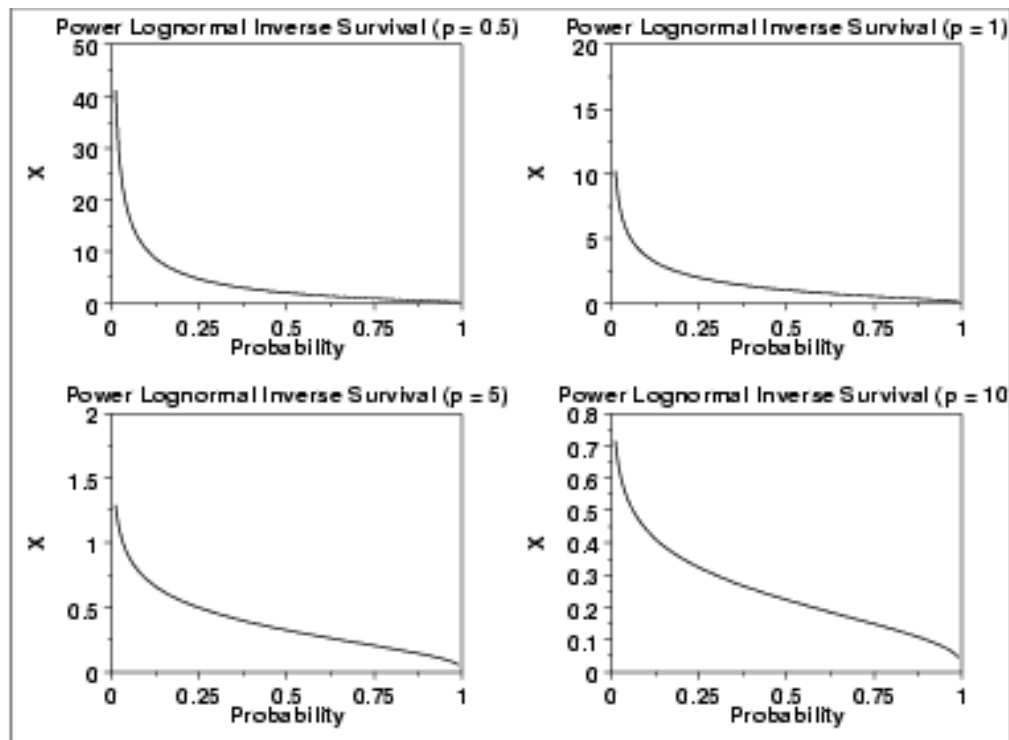 Power Lognormal Inverse Survival (p = 0.5)
50
40
30
20
10
0
X
0 0.25 0.5 0.75 1
Probability
Power Lognormal Inverse Survival (p = 1)
20
15
10
5
0
X
0 0.25 0.5 0.75 1
Probability
Power Lognormal Inverse Survival (p = 5)
2
1.5
1
0.5
0
X
0 0.25 0.5 0.75 1
Probability
Power Lognormal Inverse Survival (p = 10
0.8
0.7
0.6
0.5
0.4
0.3
0.2
0.1
0
X
0 0.25 0.5 0.75 1
Probability